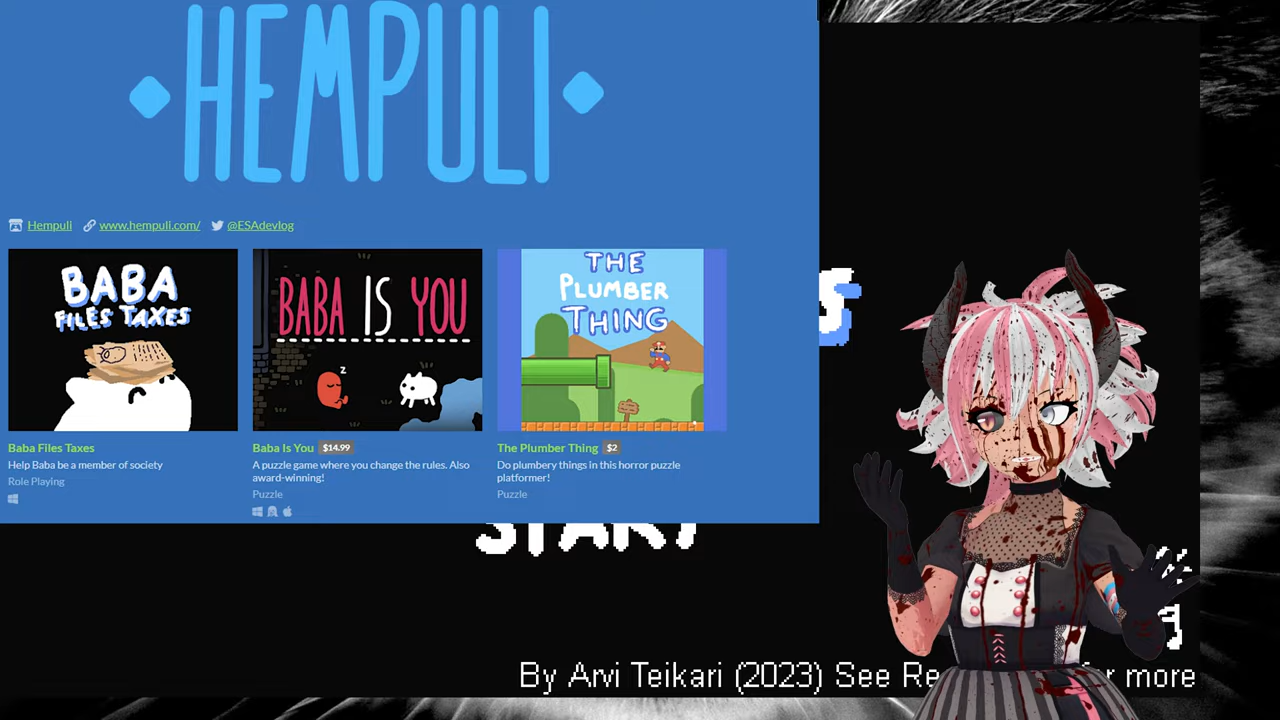 HEMPULI
Hempuli www.hempuli.com/ @ESAdevlog
BABA
FILES TAXES
BABA IS YOU
z
THE
PLUMBER
THING
Baba Files Taxes
Help Baba be a member of society
Role Playing
Baba Is You $14.99
A puzzle game where you change the rules. Also
award-winning!
Puzzle
The Plumber Thing $2
Do plumbery things in this horror puzzle
platformer!
Puzzle
S
START
By Arvi Teikari (2023) See Re
r more